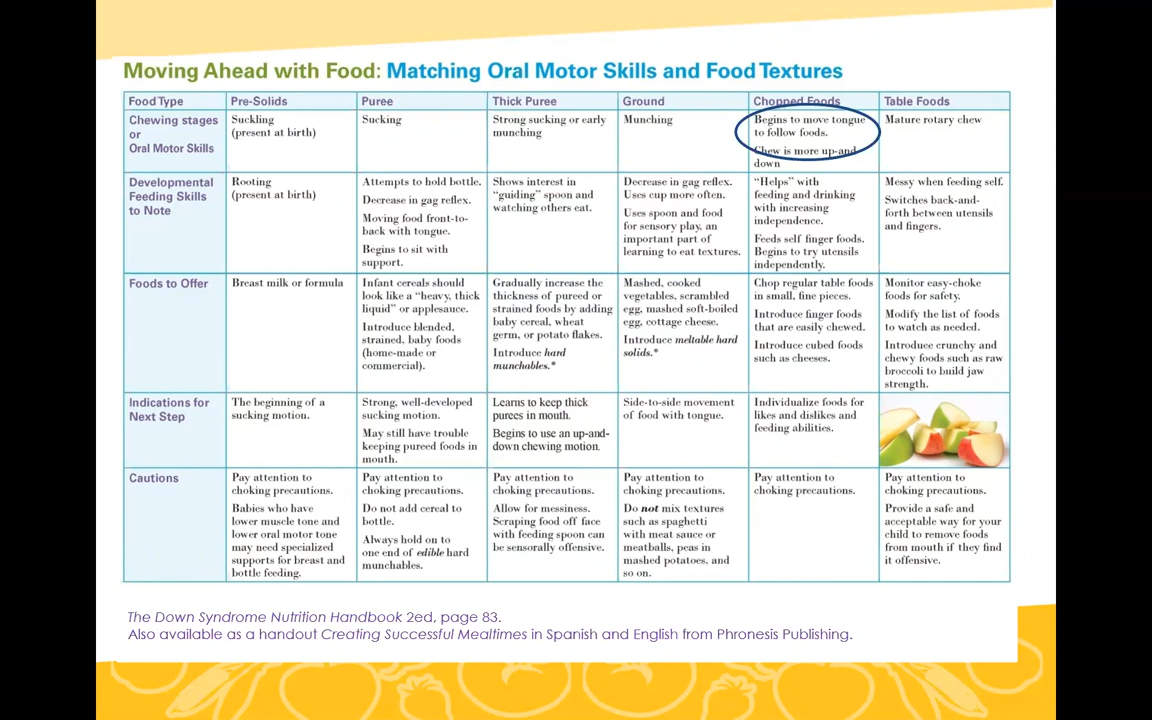 Moving Ahead with Food: Matching Oral Motor Skills and Food Textures
Food Type
Pre-Solids
Puree
Thick Puree
Ground
Chopped Foods
Table Foods
Chewing stages
or
Oral Motor Skills
Suckling
(present at birth)
Sucking
Strong sucking or early
munching
Munching
Begins to move tongue
to follow foods.
Chew is more up-and-
down
Mature rotary chew
Developmental
Feeding Skills
to Note
Rooting
(present at birth)
Attempts to hold bottle.
Decrease in gag reflex.
Moving food front-to-
back with tongue.
Begins to sit with
support.
Shows interest in
“guiding” spoon and
watching others eat.
Decrease in gag reflex.
Uses cup more often.
Uses spoon and food
for sensory play, an
important part of
learning to eat textures.
“Helps” with
feeding and drinking
with increasing
independence.
Feeds self finger foods.
Begins to try utensils
independently.
Messy when feeding self.
Switches back-and-
forth between utensils
and fingers.
Foods to Offer
Breast milk or formula
Infant cereals should
look like a “heavy, thick
liquid” or applesauce.
Introduce blended,
strained, baby foods
(home-made or
commercial).
Gradually increase the
thickness of pureed or
strained foods by adding
baby cereal, wheat
germ, or potato flakes.
Introduce hard
munchables.*
Mashed, cooked
vegetables, scrambled
egg, mashed soft-boiled
egg, cottage cheese.
Introduce meltable hard
solids.*
Chop regular table foods
in small, fine pieces.
Introduce finger foods
that are easily chewed.
Introduce cubed foods
such as cheeses.
Monitor easy-choke
foods for safety.
Modify the list of foods
to watch as needed.
Introduce crunchy and
chewy foods such as raw
broccoli to build jaw
strength.
Indications for
Next Step
The beginning of a
sucking motion.
Strong, well-developed
sucking motion.
May still have trouble
keeping pureed foods in
mouth.
Learns to keep thick
purees in mouth.
Begins to use an up-and-
down chewing motion.
Side-to-side movement
of food with tongue.
Individualize foods for
likes and dislikes and
feeding abilities.
Cautions
Pay attention to
choking precautions.
Babies who have
lower muscle tone and
lower oral motor tone
may need specialized
supports for breast and
bottle feeding.
Pay attention to
choking precautions.
Do not add cereal to
bottle.
Always hold on to
one end of edible hard
munchables.
Pay attention to
choking precautions.
Allow for messiness.
Scraping food off face
with feeding spoon can
be sensorally offensive.
Pay attention to
choking precautions.
Do not mix textures
such as spaghetti
with meat sauce or
meatballs, peas in
mashed potatoes, and
so on.
Pay attention to
choking precautions.
Pay attention to
choking precautions.
Provide a safe and
acceptable way for your
child to remove foods
from mouth if they find
it offensive.
The Down Syndrome Nutrition Handbook 2ed, page 83.
Also available as a handout Creating Successful Mealtimes in Spanish and English from Phronesis Publishing.